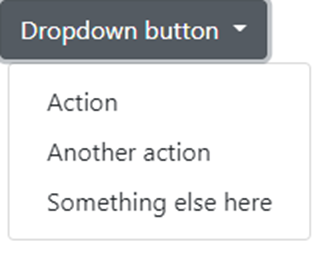 Dropdown button
Action
Another action
Something else here